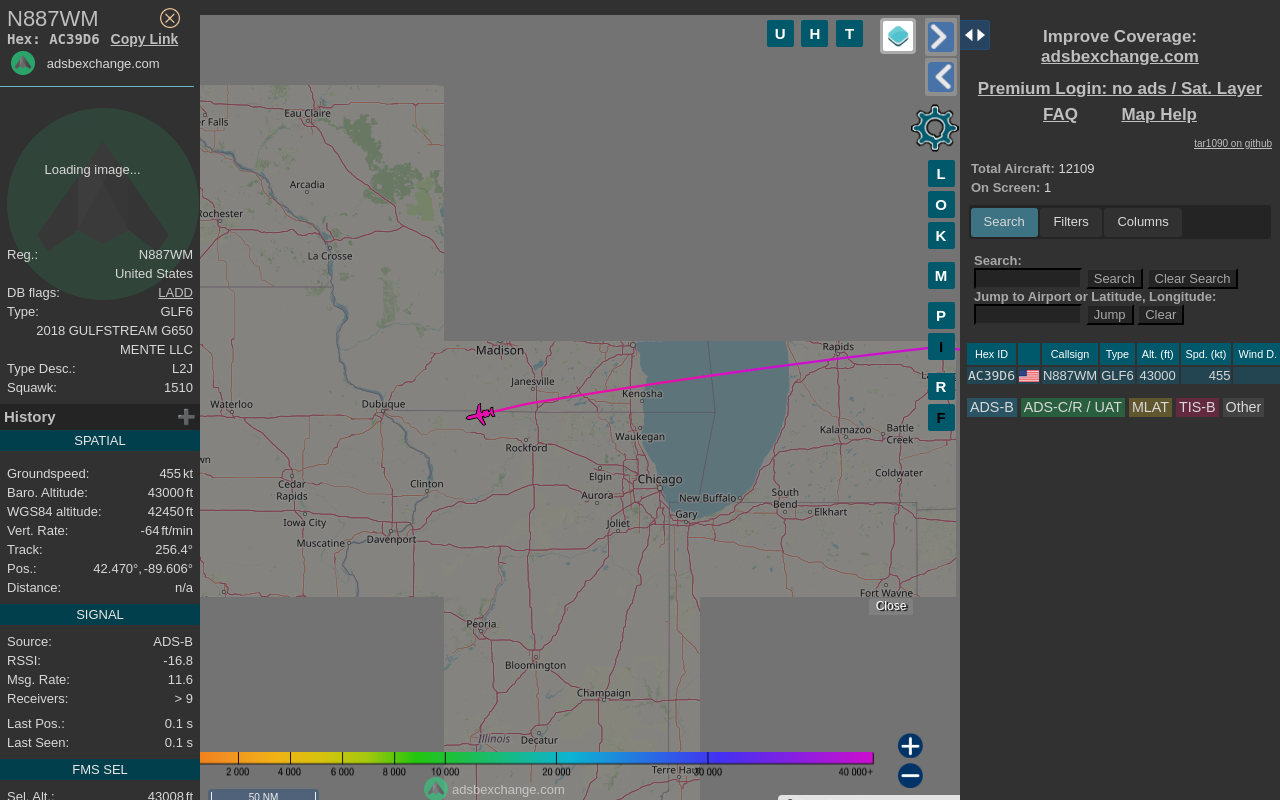 N887WM
Hex: AC39D6 Copy Link
adsbexchange.com
Loading image...
Reg.: N887WM
United States
DB flags: LADD
Type: GLF6
2018 GULFSTREAM G650
MENTE LLC
Type Desc.: L2J
Squawk: 1510
History
SPATIAL
Groundspeed: 455 kt
Baro. Altitude: 43000 ft
WGS84 altitude: 42450 ft
Vert. Rate: -64 ft/min
Track: 256.4°
Pos.: 42.470°, -89.606°
Distance: n/a
SIGNAL
Source: ADS-B
RSSI: -16.8
Msg. Rate: 11.6
Receivers: > 9
Last Pos.: 0.1 s
Last Seen: 0.1 s
FMS SEL
Sel. Alt.: 43008 ft
U H T
L
O
K
M
P
I
R
F
Eau Claire
er Falls
Arcadia
Rochester
La Crosse
Madison
Rapids
Janesville
Kenosha
Waterloo
Dubuque
Waukegan
Kalamazoo
Battle Creek
Rockford
Elgin
Chicago
Coldwater
Cedar Rapids
Clinton
Aurora
New Buffalo
South Bend
Elkhart
Iowa City
Joliet
Gary
Muscatine
Davenport
Fort Wayne
Close
Peoria
Bloomington
Champaign
Illinois
Decatur
Terre Haute
2 000 4 000 6 000 8 000 10 000 20 000 30 000 40 000+
adsbexchange.com
50 NM
Improve Coverage:
adsbexchange.com
Premium Login: no ads / Sat. Layer
FAQ Map Help
tar1090 on github
Total Aircraft: 12109
On Screen: 1
Search Filters Columns
Search:
Search Clear Search
Jump to Airport or Latitude, Longitude:
Jump Clear
Hex ID Callsign Type Alt. (ft) Spd. (kt) Wind D.
AC39D6 N887WM GLF6 43000 455
ADS-B ADS-C/R / UAT MLAT TIS-B Other